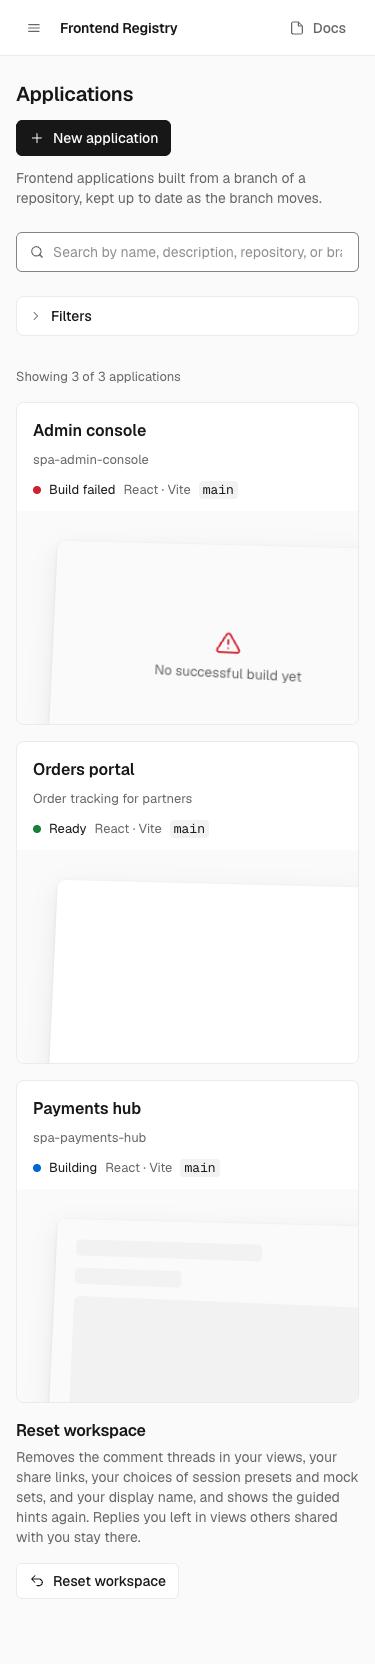 Frontend Registry
Docs
Applications
New application
Frontend applications built from a branch of a
repository, kept up to date as the branch moves.
Search by name, description, repository, or bra
Filters
Showing 3 of 3 applications
Admin console
spa-admin-console
Build failed React · Vite main
No successful build yet
Orders portal
Order tracking for partners
Ready React · Vite main
Payments hub
spa-payments-hub
Building React · Vite main
Reset workspace
Removes the comment threads in your views, your
share links, your choices of session presets and mock
sets, and your display name, and shows the guided
hints again. Replies you left in views others shared
with you stay there.
Reset workspace